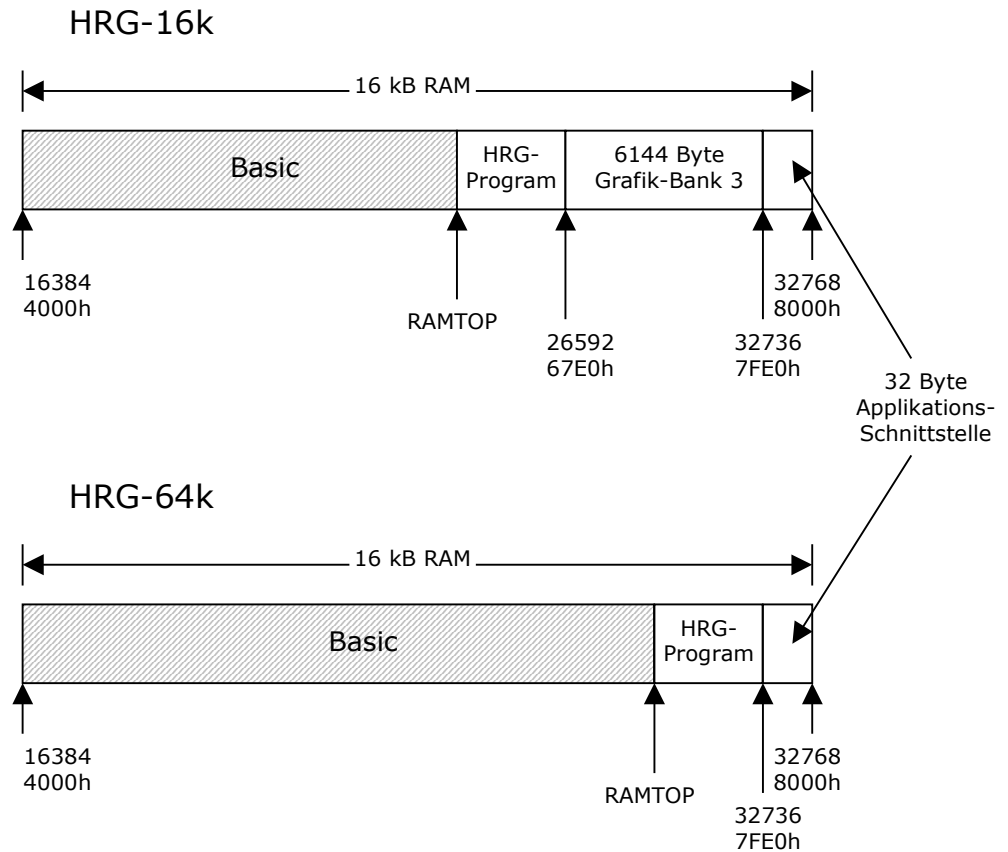 HRG-16k
16 kB RAM
Basic
HRG-
Program
6144 Byte
Grafik-Bank 3
16384
4000h
RAMTOP
26592
67E0h
32736
7FE0h
32768
8000h
32 Byte
Applikations-
Schnittstelle
HRG-64k
16 kB RAM
Basic
HRG-
Program
16384
4000h
RAMTOP
32736
7FE0h
32768
8000h